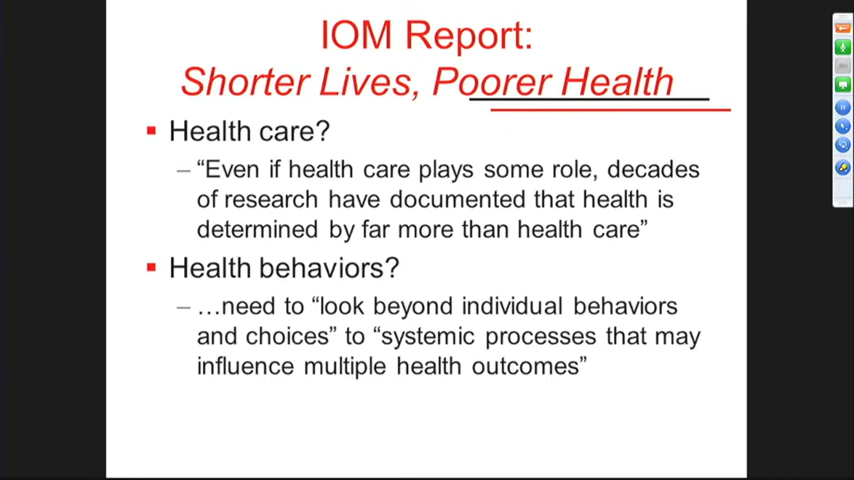 IOM Report:
Shorter Lives, Poorer Health
Health care?
– “Even if health care plays some role, decades
of research have documented that health is
determined by far more than health care”
Health behaviors?
– …need to “look beyond individual behaviors
and choices” to “systemic processes that may
influence multiple health outcomes”